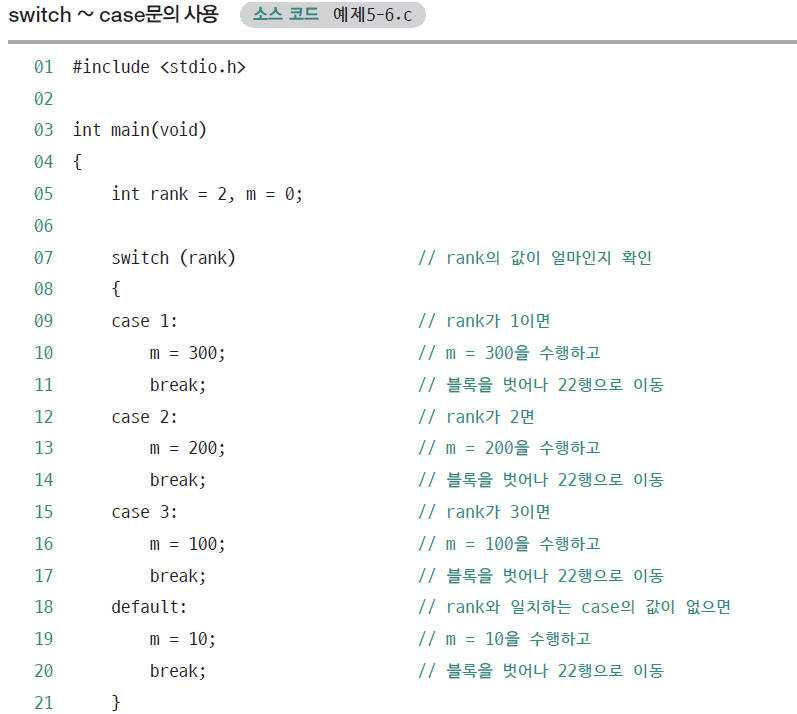 switch ~ case문의 사용 소스 코드 예제5-6.c
01 #include <stdio.h>
02
03 int main(void)
04 {
05 int rank = 2, m = 0;
06
07 switch (rank) // rank의 값이 얼마인지 확인
08 {
09 case 1: // rank가 1이면
10 m = 300; // m = 300을 수행하고
11 break; // 블록을 벗어나 22행으로 이동
12 case 2: // rank가 2면
13 m = 200; // m = 200을 수행하고
14 break; // 블록을 벗어나 22행으로 이동
15 case 3: // rank가 3이면
16 m = 100; // m = 100을 수행하고
17 break; // 블록을 벗어나 22행으로 이동
18 default: // rank와 일치하는 case의 값이 없으면
19 m = 10; // m = 10을 수행하고
20 break; // 블록을 벗어나 22행으로 이동
21 }